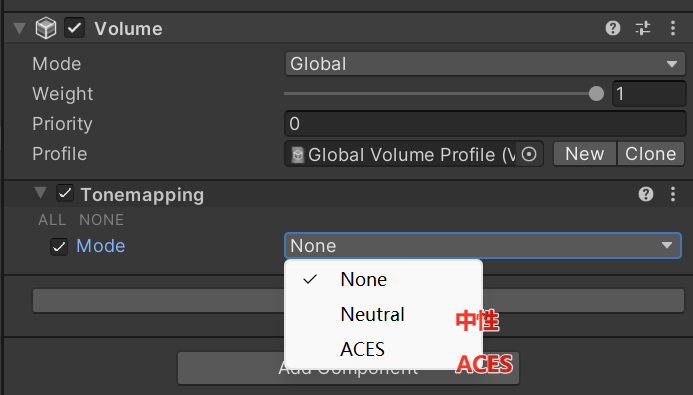 Volume
Mode Global
Weight 1
Priority 0
Profile Global Volume Profile (V New Clone
Tonemapping
ALL NONE
Mode None
None
Neutral
中性
ACES
ACES
Add Component